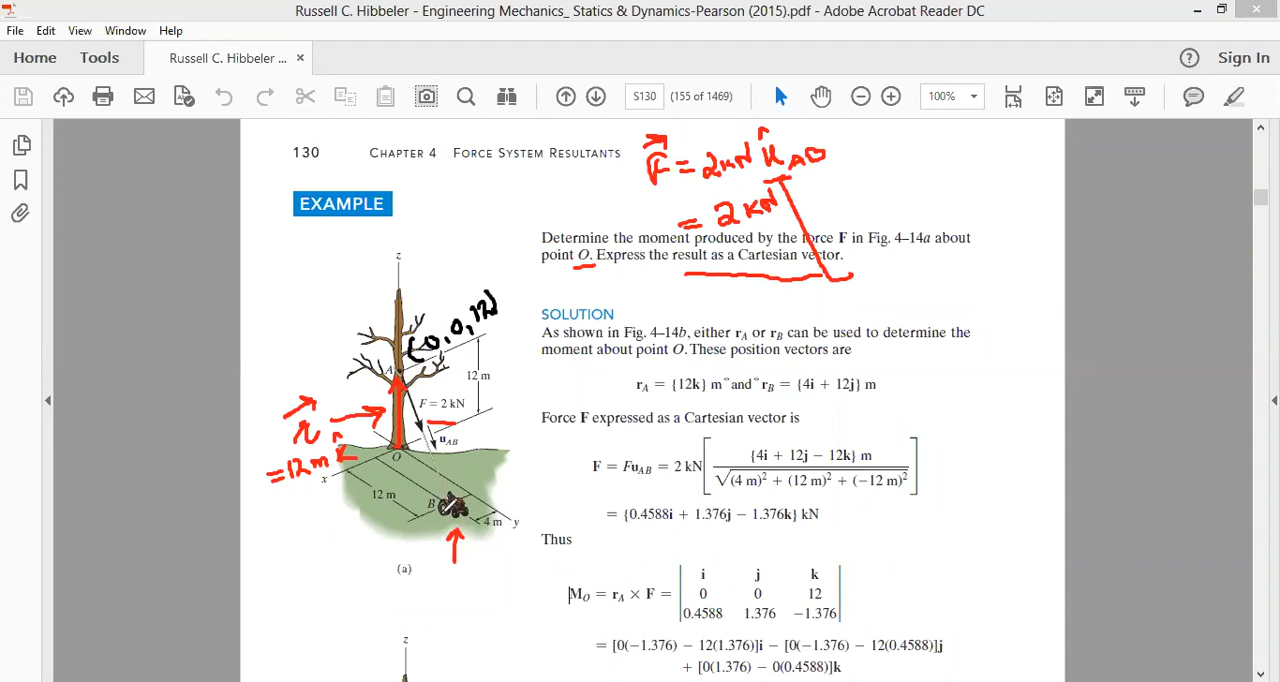 Russell C. Hibbeler - Engineering Mechanics_ Statics & Dynamics-Pearson (2015).pdf - Adobe Acrobat Reader DC
File Edit View Window Help
Home Tools Russell C. Hibbeler ... × Sign In
S130 (155 of 1469) 100%
130 CHAPTER 4 FORCE SYSTEM RESULTANTS
F = 2kN
= 2 kN
EXAMPLE
Determine the moment produced by the force F in Fig. 4–14a about
point O. Express the result as a Cartesian vector.
z
(0, 0, 12)
A
12 m
F = 2 kN
u_AB
r
= 12 m k
O
x
12 m
B
4 m
y
(a)
z
SOLUTION
As shown in Fig. 4–14b, either r_A or r_B can be used to determine the
moment about point O. These position vectors are
r_A = {12k} m and r_B = {4i + 12j} m
Force F expressed as a Cartesian vector is
F = Fu_AB = 2 kN [ {4i + 12j − 12k} m / √(4 m)² + (12 m)² + (−12 m)² ]
= {0.4588i + 1.376j − 1.376k} kN
Thus
i j k
M_O = r_A × F = 0 0 12
0.4588 1.376 −1.376
= [0(−1.376) − 12(1.376)]i − [0(−1.376) − 12(0.4588)]j
+ [0(1.376) − 0(0.4588)]k